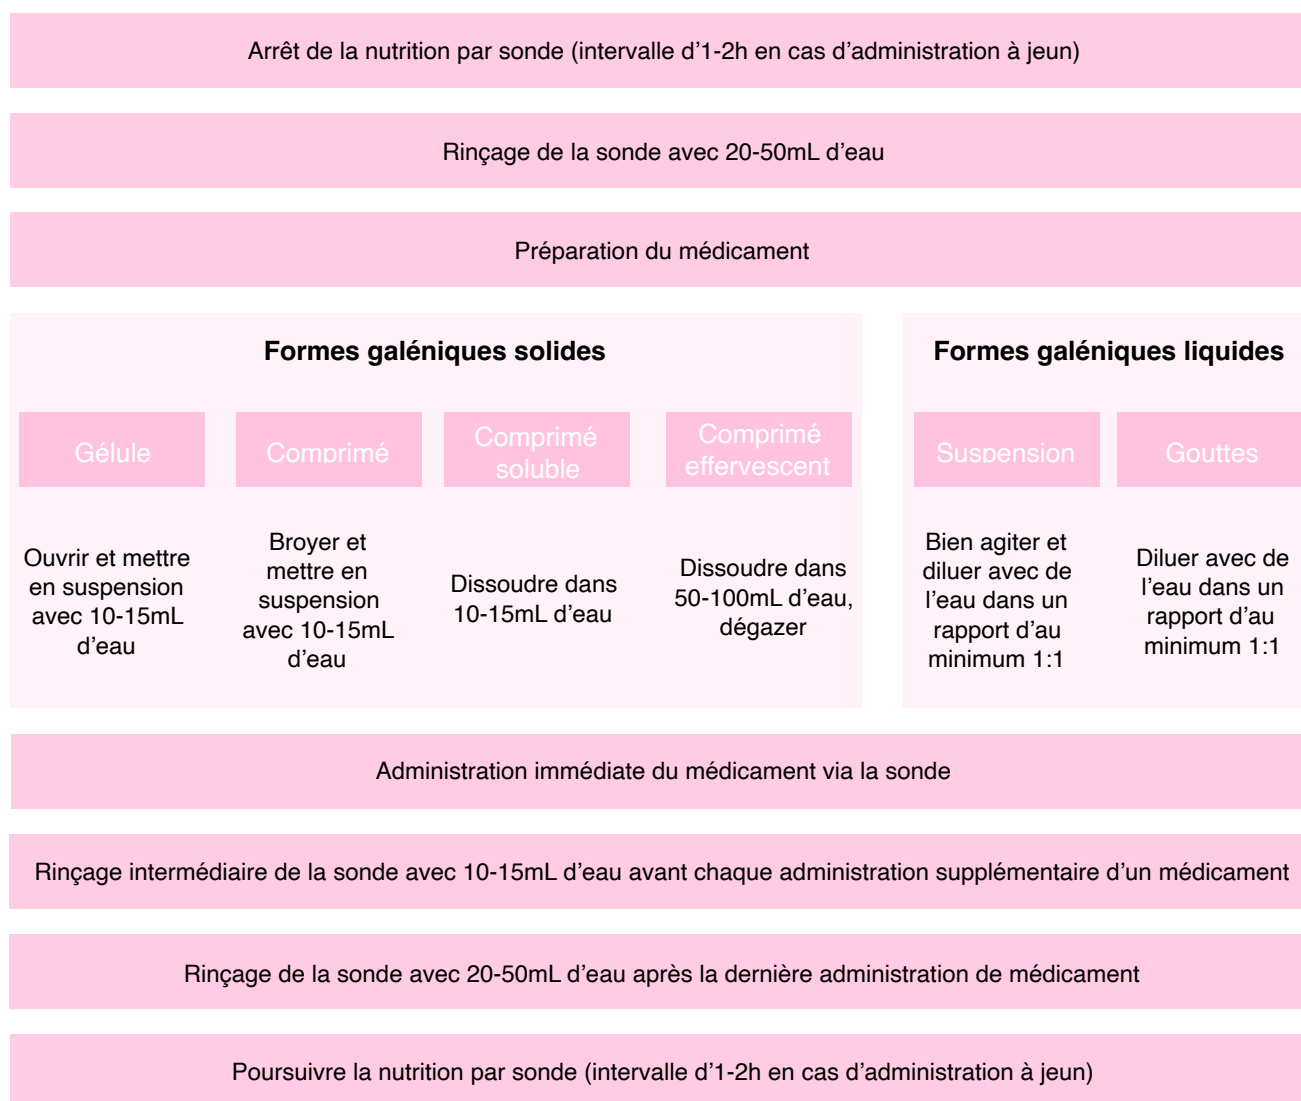 Arrêt de la nutrition par sonde (intervalle d’1-2h en cas d’administration à jeun)
Rinçage de la sonde avec 20-50mL d’eau
Préparation du médicament
Formes galéniques solides
Gélule
Ouvrir et mettre
en suspension
avec 10-15mL
d’eau
Comprimé
Broyer et
mettre en
suspension
avec 10-15mL
d’eau
Comprimé
soluble
Dissoudre dans
10-15mL d’eau
Comprimé
effervescent
Dissoudre dans
50-100mL d’eau,
dégazer
Formes galéniques liquides
Suspension
Bien agiter et
diluer avec de
l’eau dans un
rapport d’au
minimum 1:1
Gouttes
Diluer avec de
l’eau dans un
rapport d’au
minimum 1:1
Administration immédiate du médicament via la sonde
Rinçage intermédiaire de la sonde avec 10-15mL d’eau avant chaque administration supplémentaire d’un médicament
Rinçage de la sonde avec 20-50mL d’eau après la dernière administration de médicament
Poursuivre la nutrition par sonde (intervalle d’1-2h en cas d’administration à jeun)